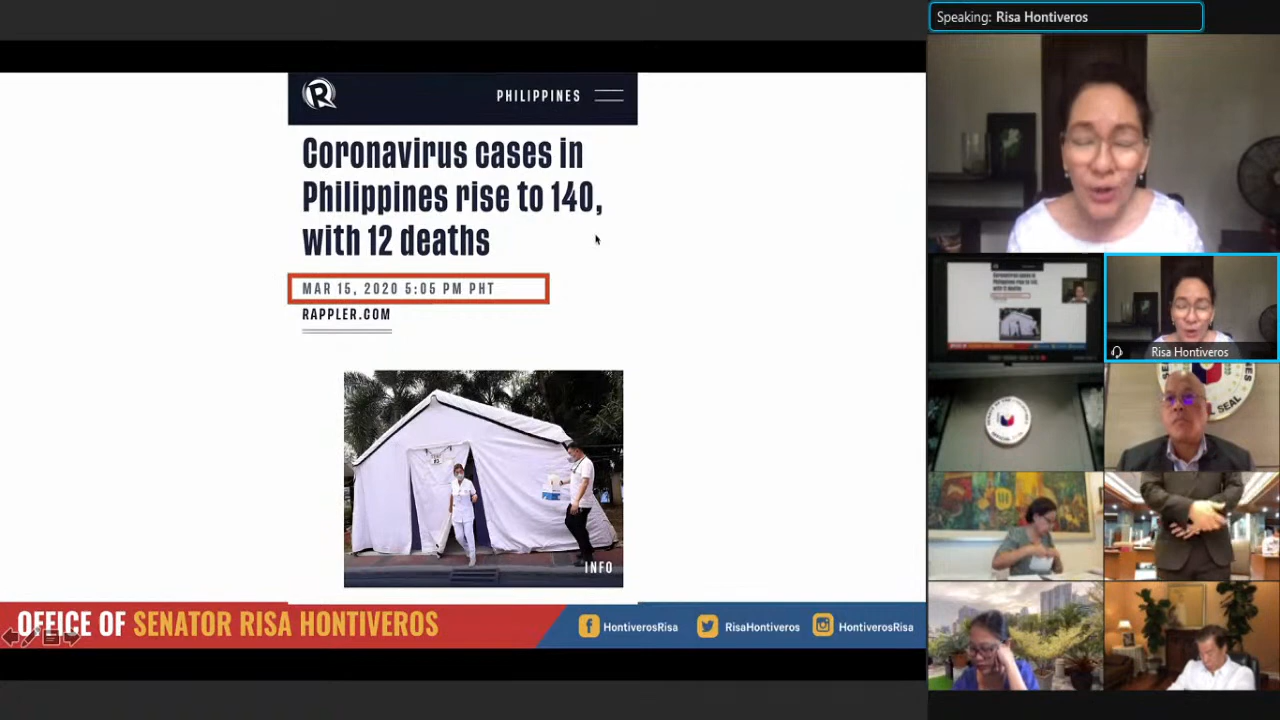 Speaking: Risa Hontiveros
PHILIPPINES
Coronavirus cases in
Philippines rise to 140,
with 12 deaths
MAR 15, 2020 5:05 PM PHT
RAPPLER.COM
INFO
OFFICE OF SENATOR RISA HONTIVEROS
HontiverosRisa
RisaHontiveros
HontiverosRisa
Risa Hontiveros